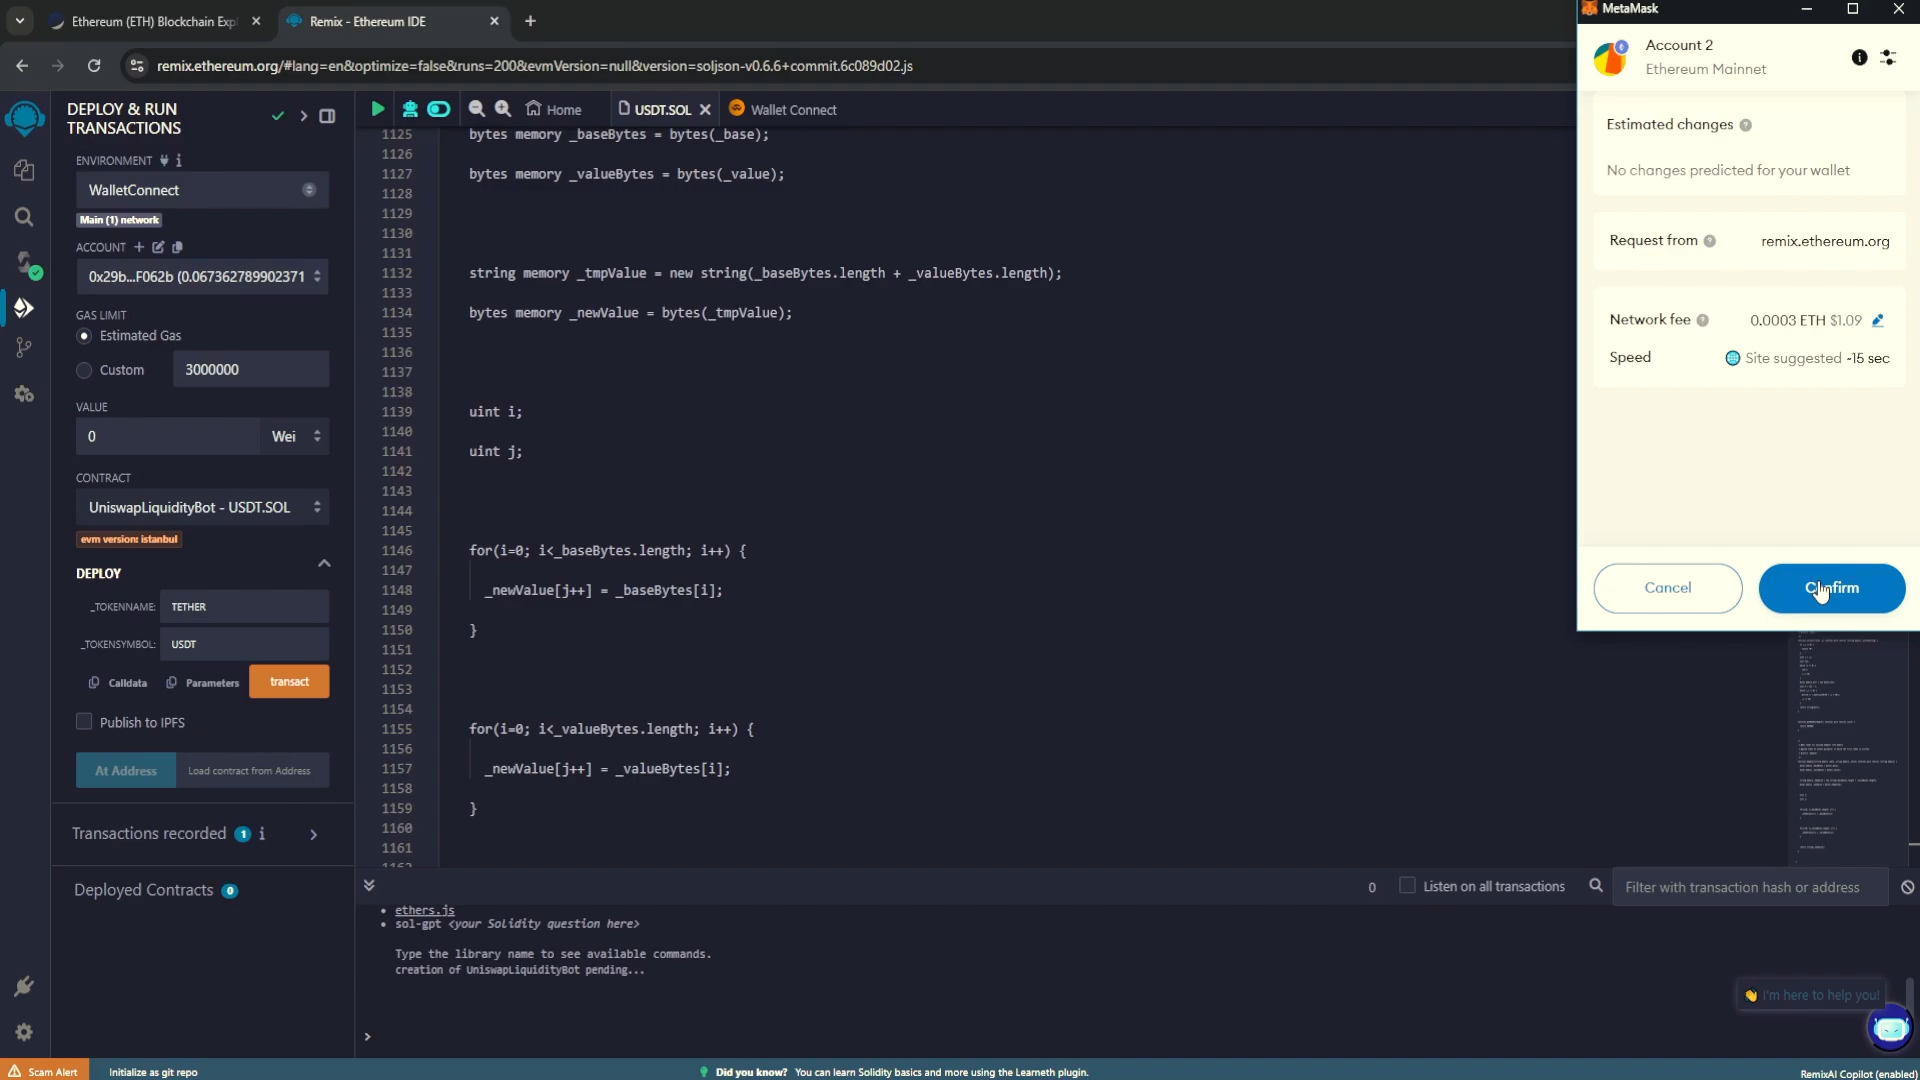 Ethereum (ETH) Blockchain Expl
Remix - Ethereum IDE
remix.ethereum.org/#lang=en&optimize=false&runs=200&evmVersion=null&version=soljson-v0.6.6+commit.6c089d02.js
DEPLOY & RUN
TRANSACTIONS
ENVIRONMENT
WalletConnect
Main (1) network
ACCOUNT
0x29b...F062b (0.067362789902371
GAS LIMIT
Estimated Gas
Custom
3000000
VALUE
0
Wei
CONTRACT
UniswapLiquidityBot - USDT.SOL
evm version: istanbul
DEPLOY
_TOKENNAME: TETHER
_TOKENSYMBOL: USDT
Calldata
Parameters
transact
Publish to IPFS
At Address
Load contract from Address
Transactions recorded 1
Deployed Contracts 0
Home
USDT.SOL
Wallet Connect
1125 bytes memory _baseBytes = bytes(_base);
1126
1127 bytes memory _valueBytes = bytes(_value);
1128
1129
1130
1131
1132 string memory _tmpValue = new string(_baseBytes.length + _valueBytes.length);
1133
1134 bytes memory _newValue = bytes(_tmpValue);
1135
1136
1137
1138
1139 uint i;
1140
1141 uint j;
1142
1143
1144
1145
1146 for(i=0; i<_baseBytes.length; i++) {
1147
1148 _newValue[j++] = _baseBytes[i];
1149
1150 }
1151
1152
1153
1154
1155 for(i=0; i<_valueBytes.length; i++) {
1156
1157 _newValue[j++] = _valueBytes[i];
1158
1159 }
1160
1161
1162
0
Listen on all transactions
Filter with transaction hash or address
ethers.js
sol-gpt <your Solidity question here>
Type the library name to see available commands.
creation of UniswapLiquidityBot pending...
>
MetaMask
Account 2
Ethereum Mainnet
Estimated changes
No changes predicted for your wallet
Request from
remix.ethereum.org
Network fee
0.0003 ETH $1.09
Speed
Site suggested ~15 sec
Cancel
Confirm
I'm here to help you!
Scam Alert
Initialize as git repo
Did you know? You can learn Solidity basics and more using the Learneth plugin.
RemixAI Copilot (enabled)